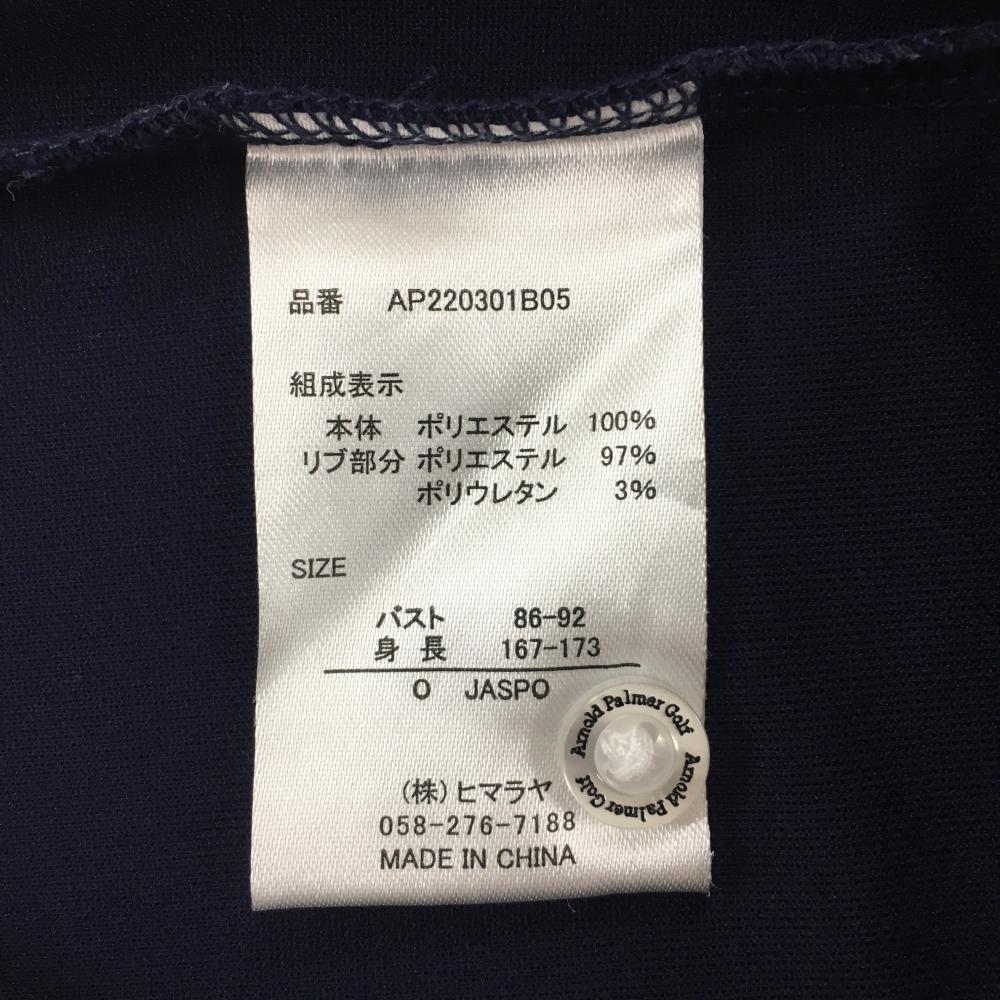 品番 AP220301B05
組成表示
本体 ポリエステル 100%
リブ部分 ポリエステル 97%
ポリウレタン 3%
SIZE
バスト 86-92
身長 167-173
O JASPO
Arnold Palmer Golf Arnold Palmer Golf
(株)ヒマラヤ
058-276-7188
MADE IN CHINA